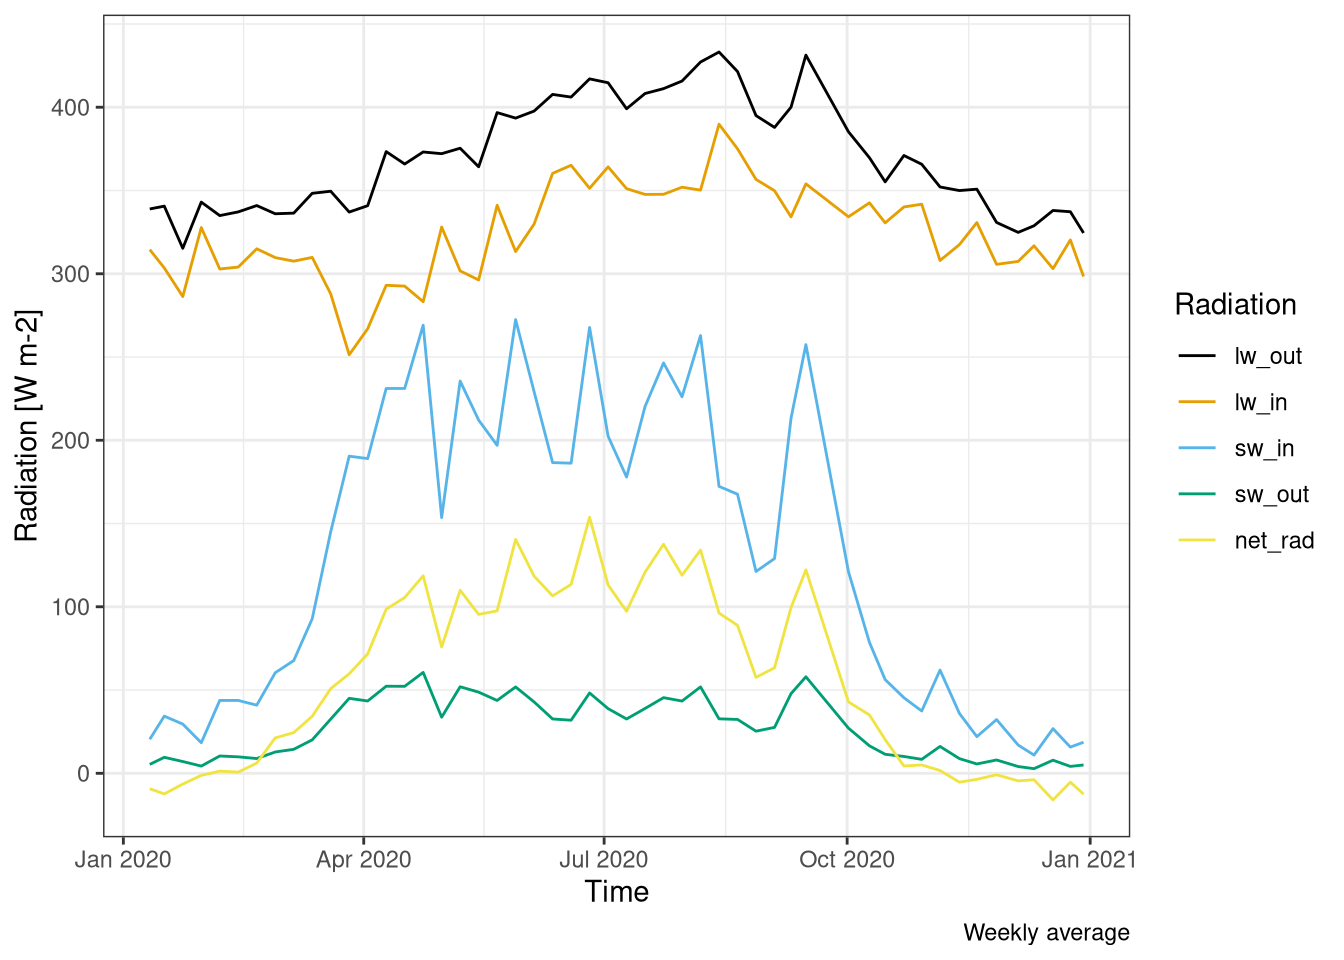 Radiation [W m-2]
400
300
200
100
0
Jan 2020
Apr 2020
Jul 2020
Oct 2020
Jan 2021
Time
Weekly average
Radiation
lw_out
lw_in
sw_in
sw_out
net_rad